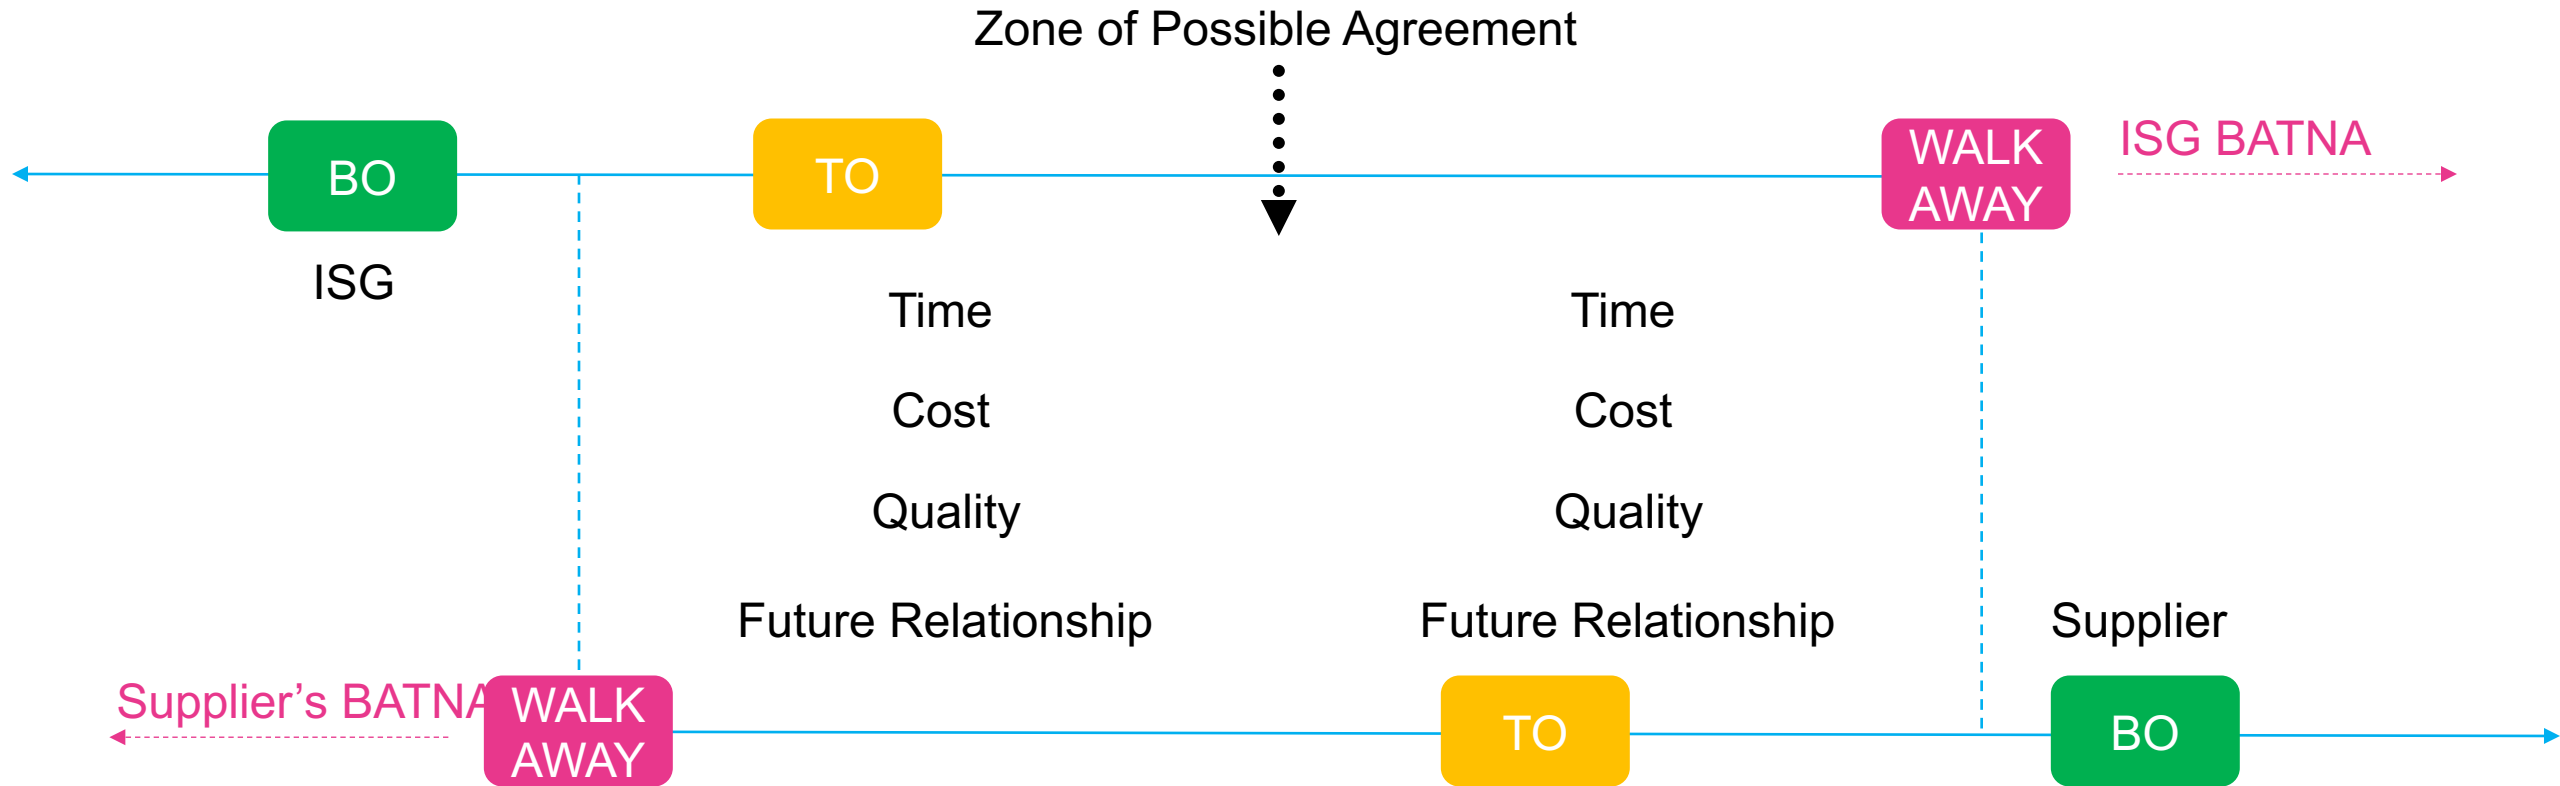 Zone of Possible Agreement
BO
TO
WALK
AWAY
ISG BATNA
ISG
Time
Time
Cost
Cost
Quality
Quality
Future Relationship
Future Relationship
Supplier
Supplier’s BATNA
WALK
AWAY
TO
BO